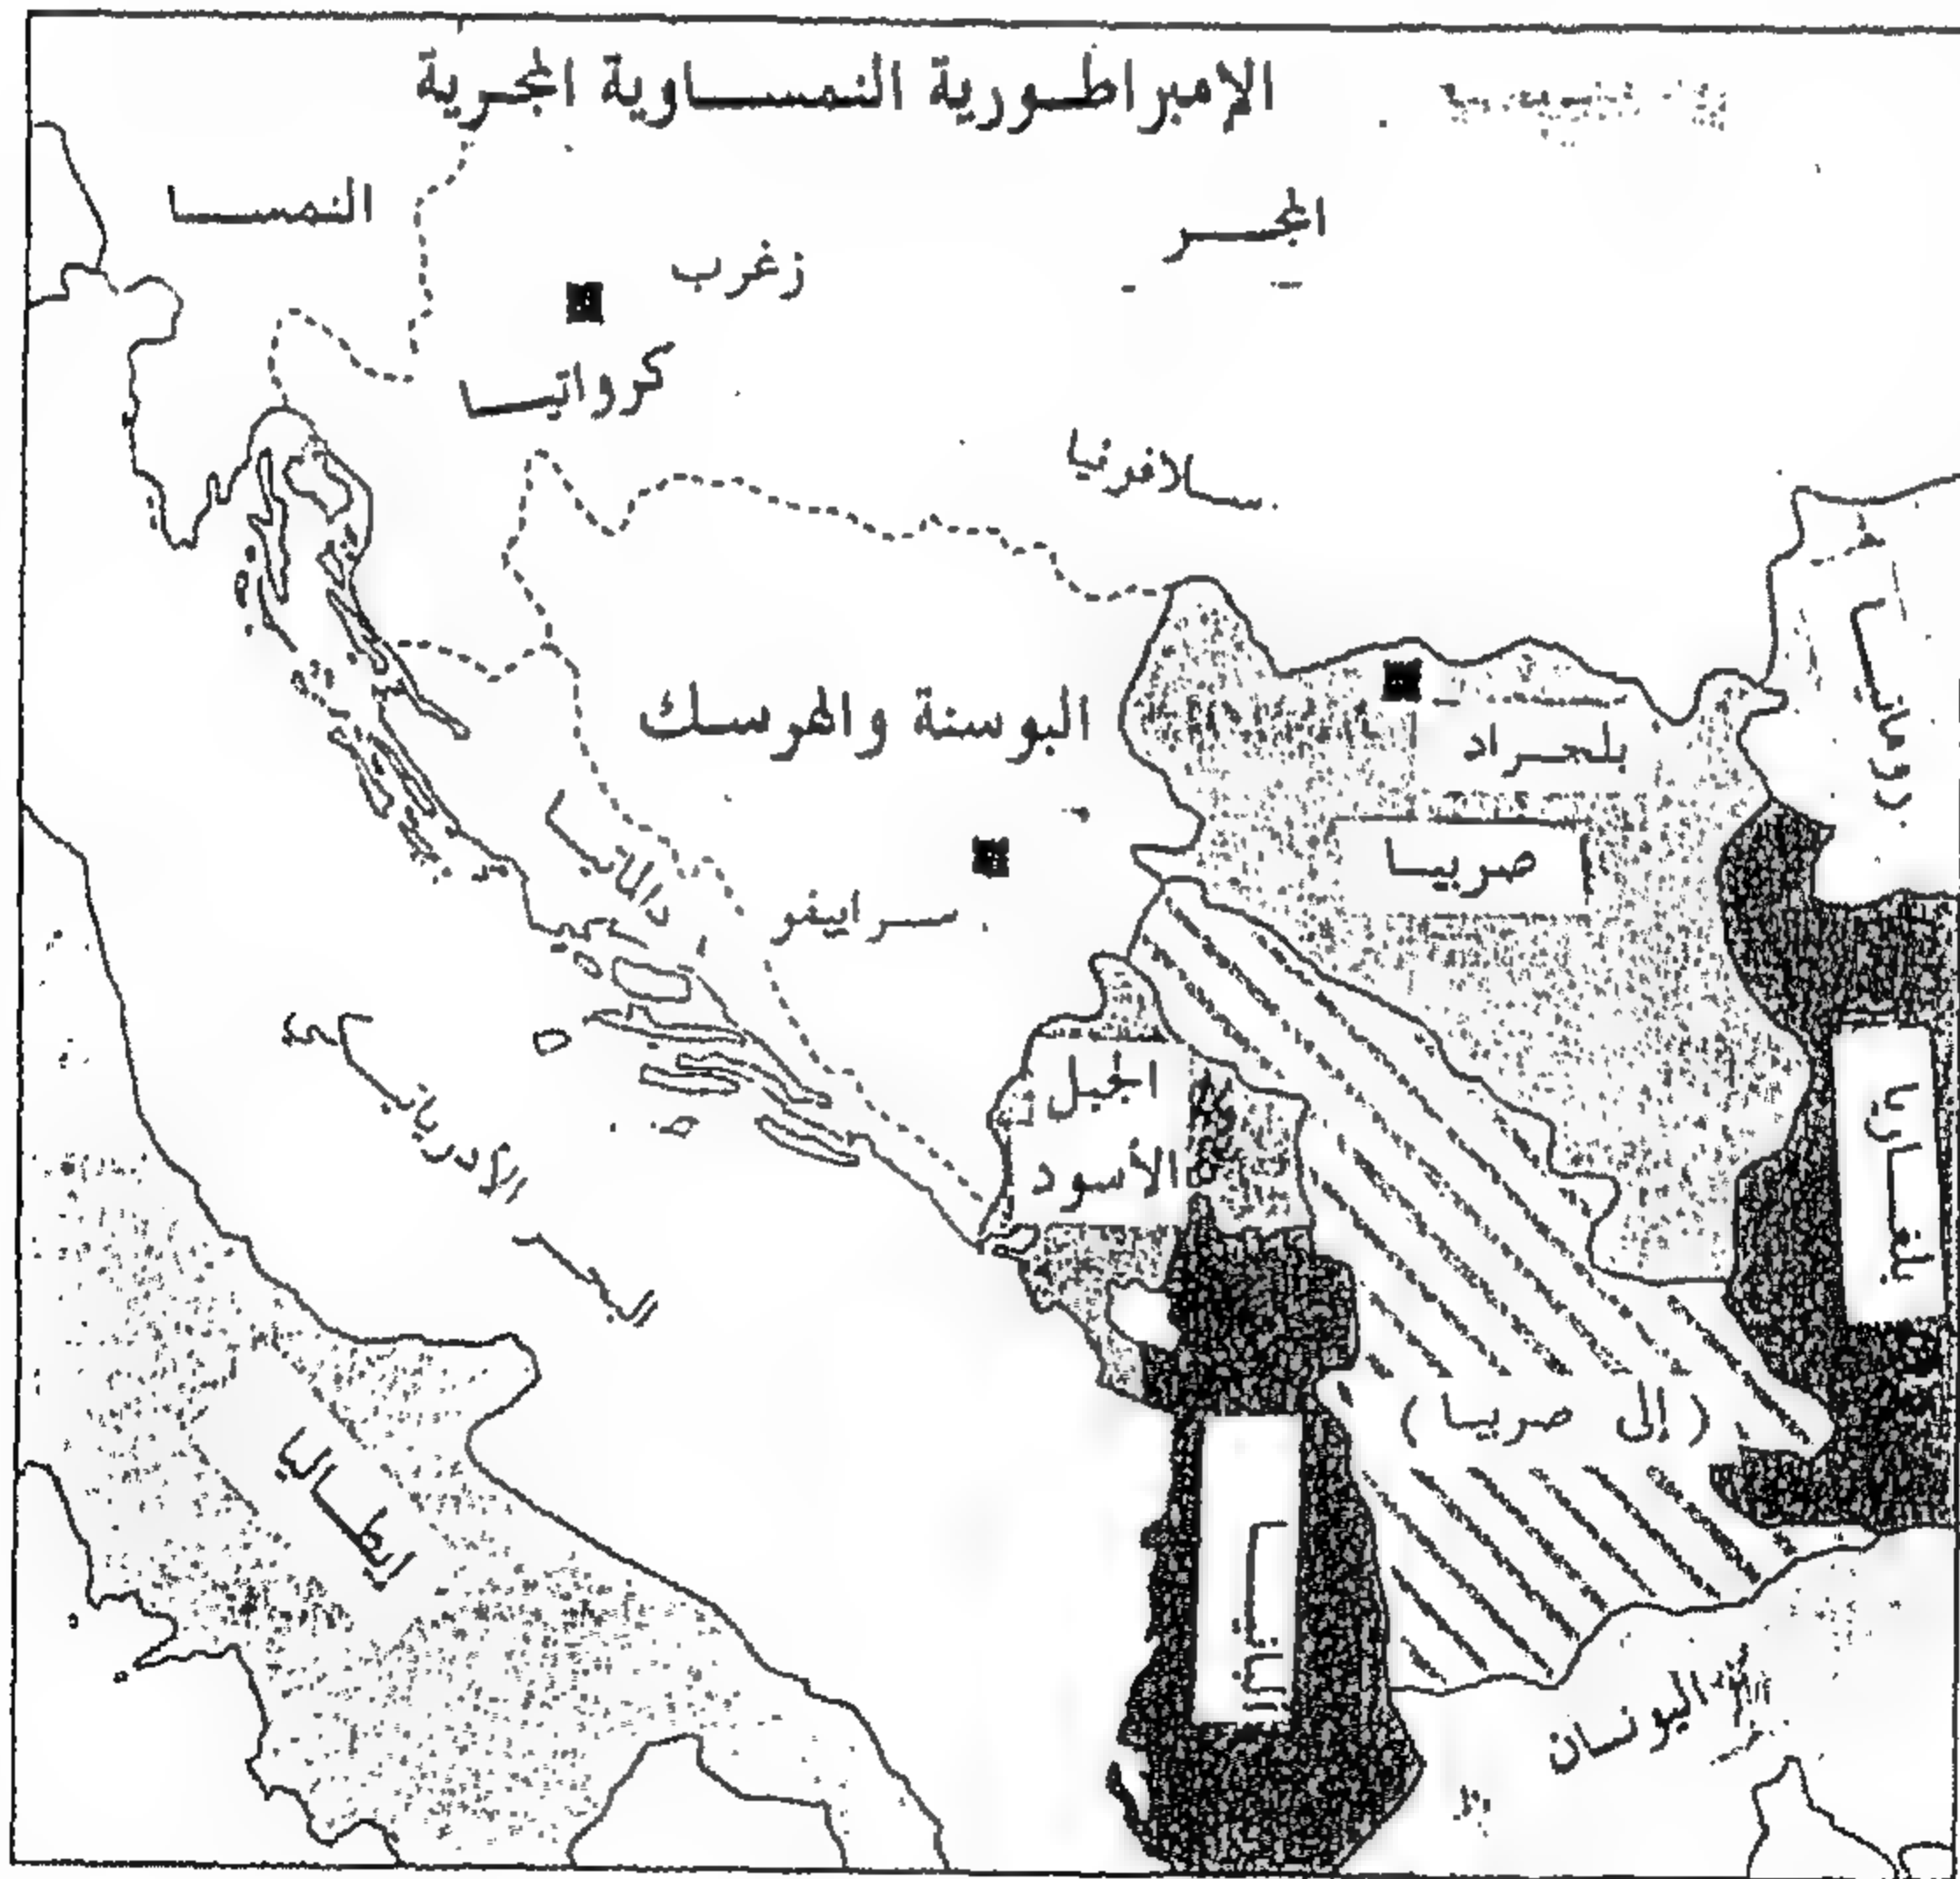 الإمبراطورية النمساوية المجرية
النمسا
المجر
زغرب
كرواتيا
سلافونيا
رومانيا
البوسنة والهرسك
بلجراد
صربيا
دالماتيا
سراييفو
الجبل
الأسود
بلغاريا
البحر الأدرياتيكي
(إلى صربيا)
إيطاليا
اليونان